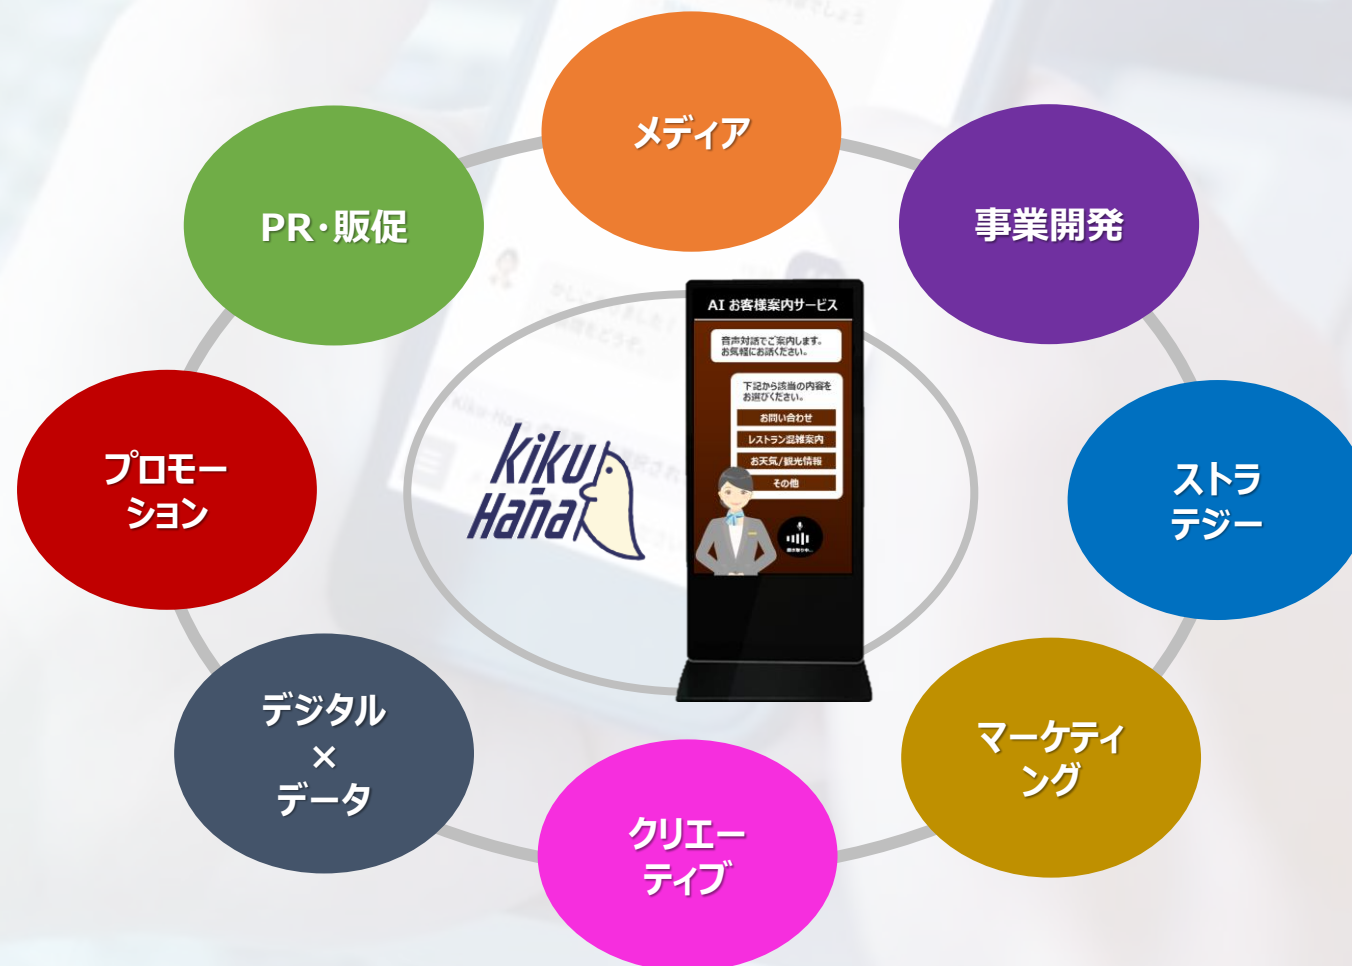 メディア
PR・販促
事業開発
AI お客様案内サービス
音声対話でご案内します。
お気軽にお話ください。
下記から該当の内容を
お選びください。
お問い合わせ
レストラン混雑案内
お天気/観光情報
その他
kiku
Hana
プロモー
ション
ストラ
テジー
デジタル
×
データ
マーケティ
ング
クリエー
ティブ